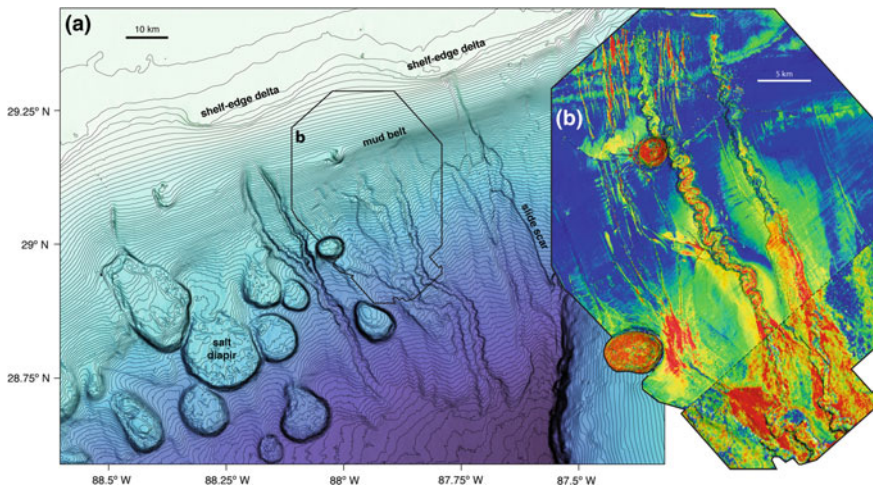 (a)
10 km
shelf-edge delta
shelf-edge delta
29.25° N
b
mud belt
5 km
(b)
29° N
slide scar
salt
diapir
28.75° N
88.5° W
88.25° W
88° W
87.75° W
87.5° W